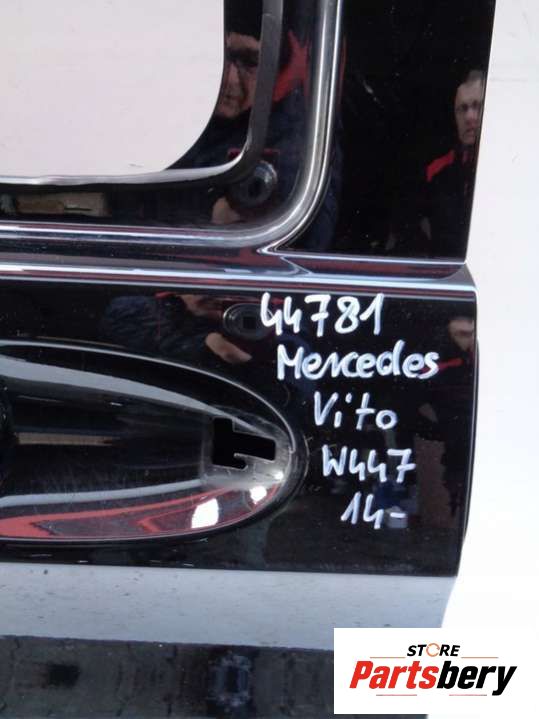 44781
Mercedes
Vito
W447
14-
STORE
Partsbery